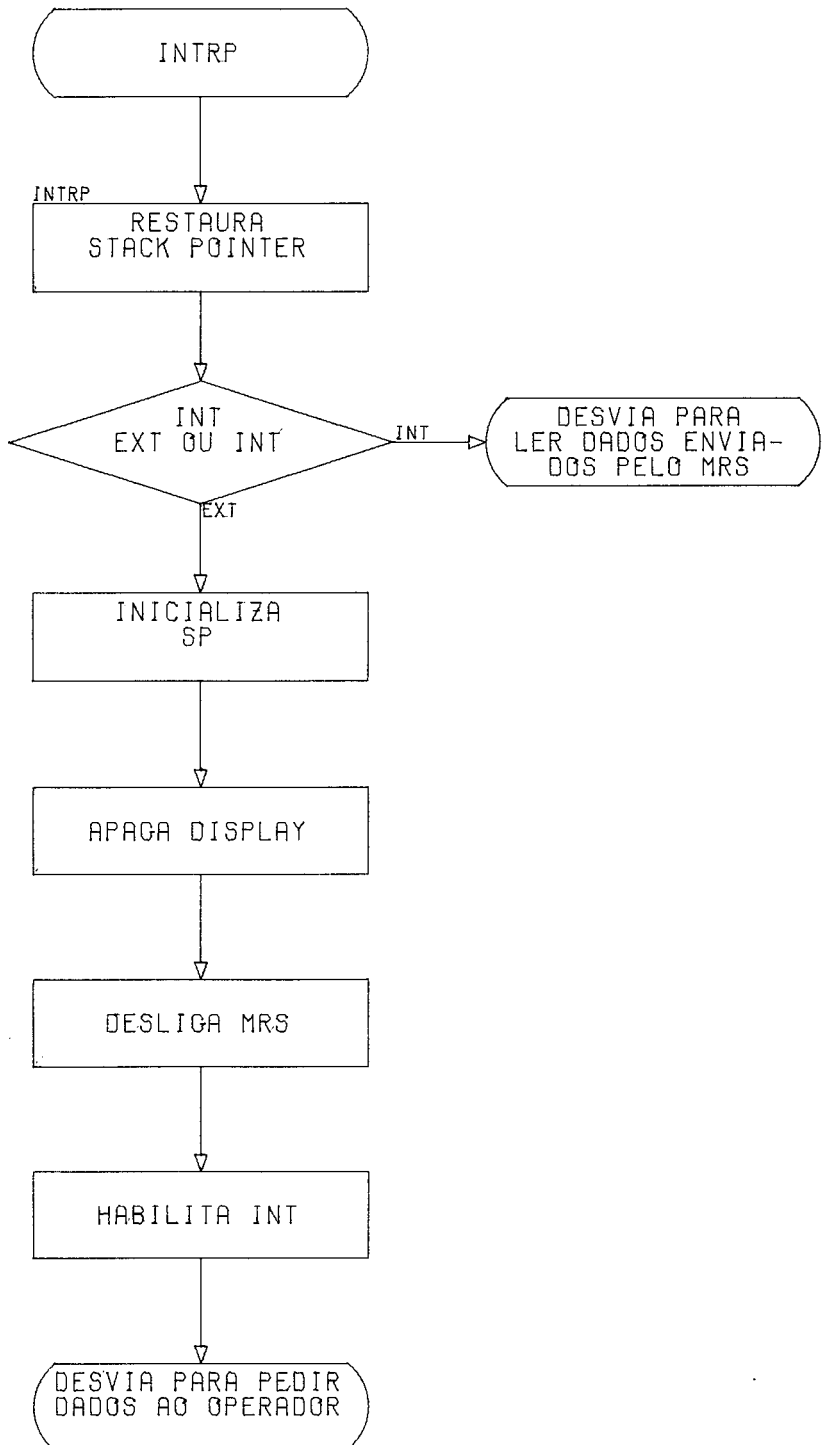 INTRP
INTRP
RESTAURA
STACK POINTER
INT
EXT OU INT
INT
DESVIA PARA
LER DADOS ENVIA-
DOS PELO MRS
EXT
INICIALIZA
SP
APAGA DISPLAY
DESLIGA MRS
HABILITA INT
DESVIA PARA PEDIR
DADOS AO OPERADOR